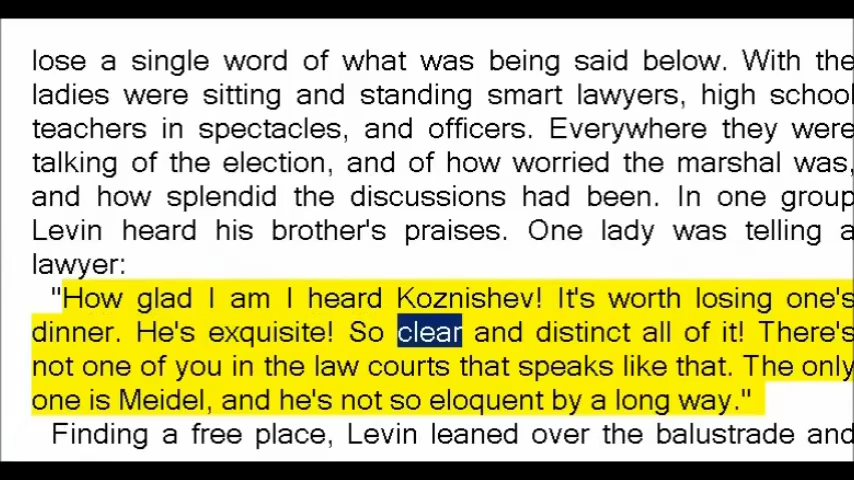 lose a single word of what was being said below. With the
ladies were sitting and standing smart lawyers, high school
teachers in spectacles, and officers. Everywhere they were
talking of the election, and of how worried the marshal was,
and how splendid the discussions had been. In one group
Levin heard his brother's praises. One lady was telling a
lawyer:
"How glad I am I heard Koznishev! It's worth losing one's
dinner. He's exquisite! So clear and distinct all of it! There's
not one of you in the law courts that speaks like that. The only
one is Meidel, and he's not so eloquent by a long way."
Finding a free place, Levin leaned over the balustrade and